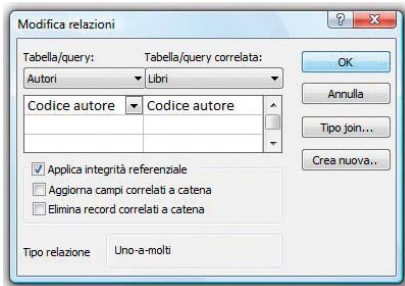 Modifica relazioni
Tabella/query: Tabella/query correlata:
Autori Libri
Codice autore Codice autore
Applica integrità referenziale
Aggiorna campi correlati a catena
Elimina record correlati a catena
Tipo relazione Uno-a-molti
OK
Annulla
Tipo join...
Crea nuova..